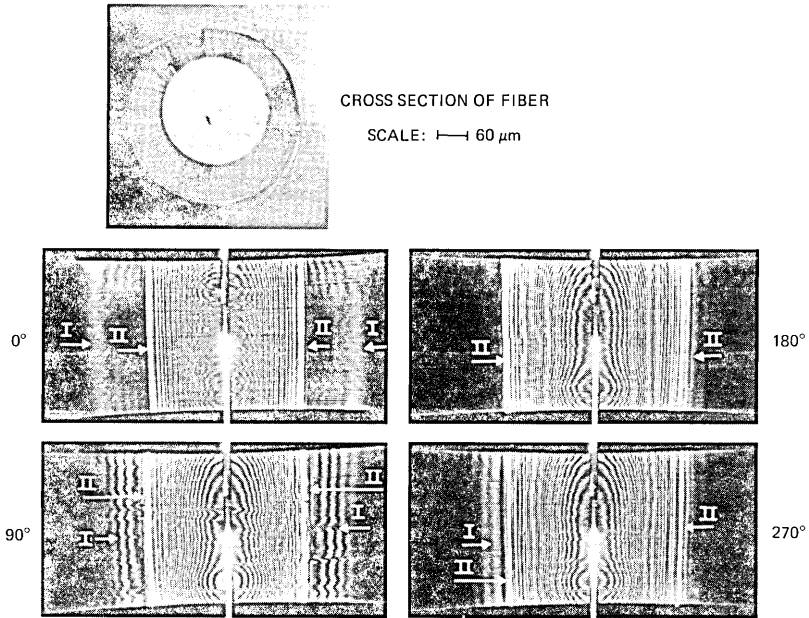 CROSS SECTION OF FIBER
SCALE: 60 μm
0°
I
II
II
I
180°
II
II
90°
II
I
II
I
270°
I
II
II